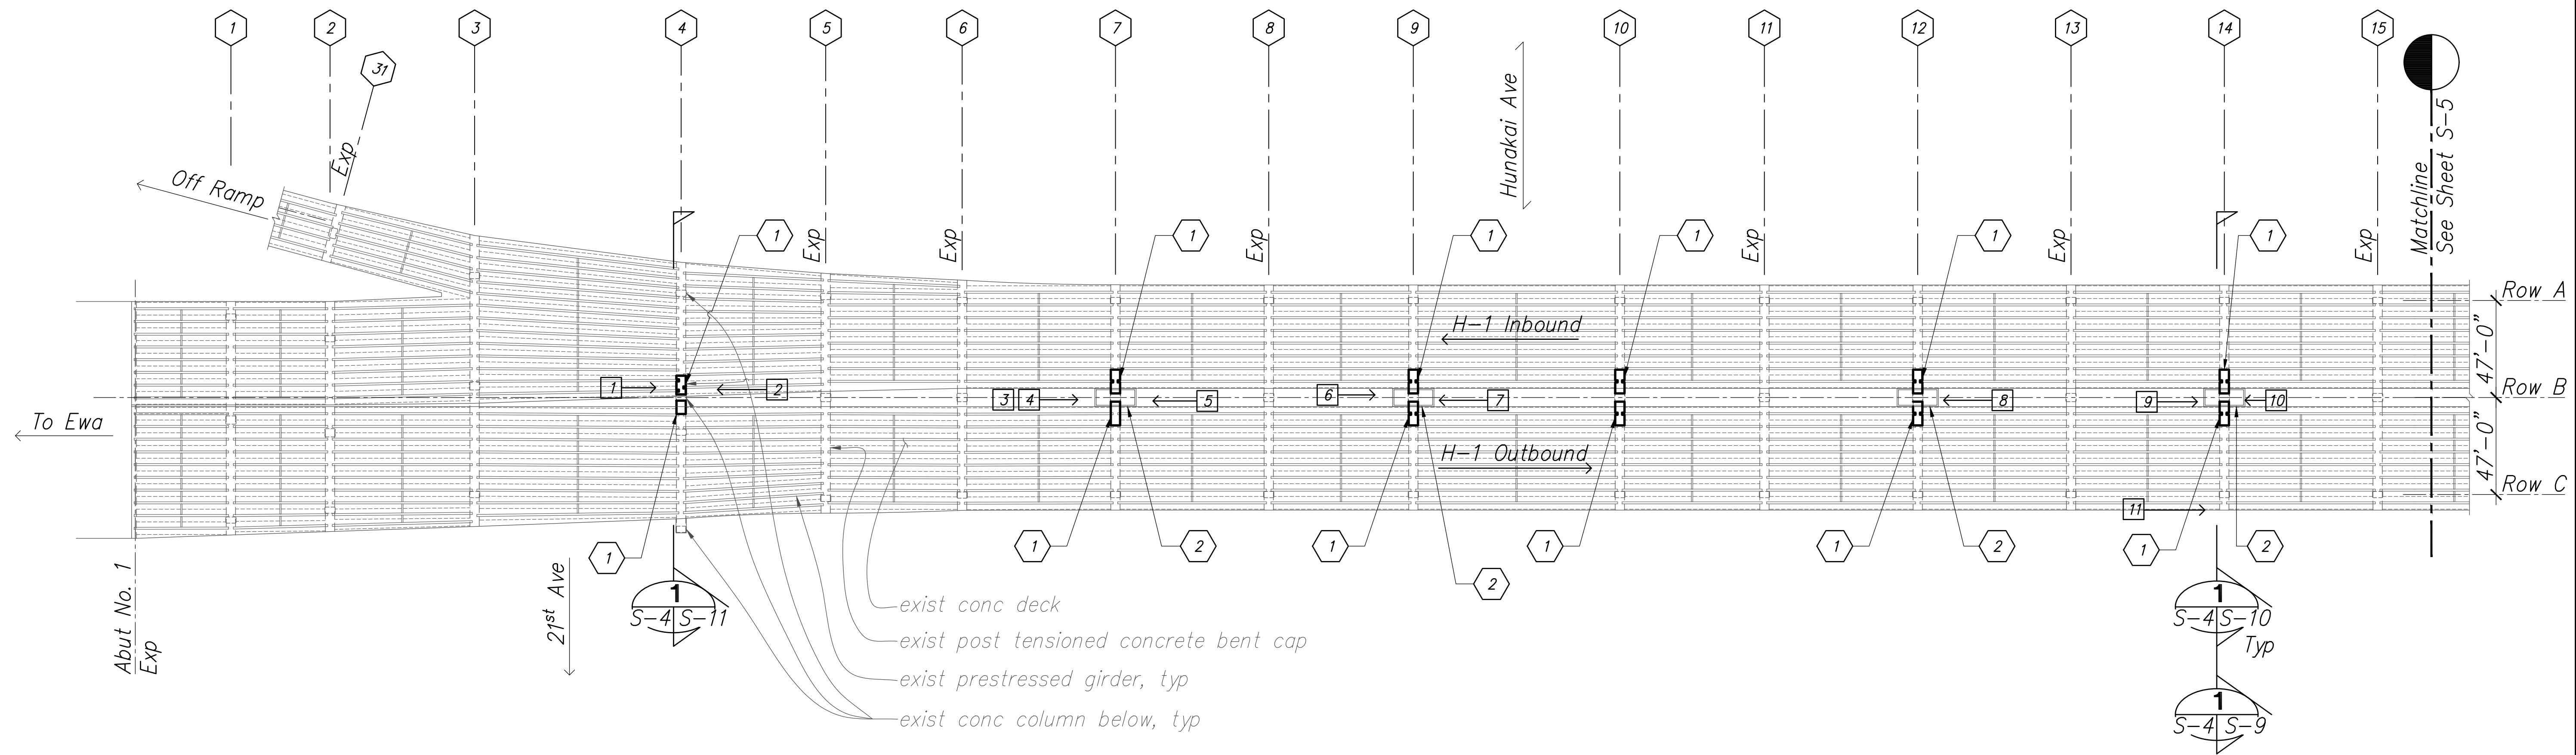 1 2 3 4 5 6 7 8 9 10 11 12 13 14 15
31
Exp
Off Ramp
Hunakai Ave
Matchline
See Sheet S-5
1 Exp Exp 1 Exp 1 1 Exp 1 Exp 1 Exp
Row A
H-1 Inbound
47'-0"
1 2 3 4 5 6 7 8 9 10
Row B
To Ewa
H-1 Outbound
47'-0"
Row C
11
1 1 2 1 1 1 2 1 2
2
Abut No. 1
Exp
21st Ave
1
S-4 S-11
exist conc deck
exist post tensioned concrete bent cap
exist prestressed girder, typ
exist conc column below, typ
1
S-4 S-10
Typ
1
S-4 S-9